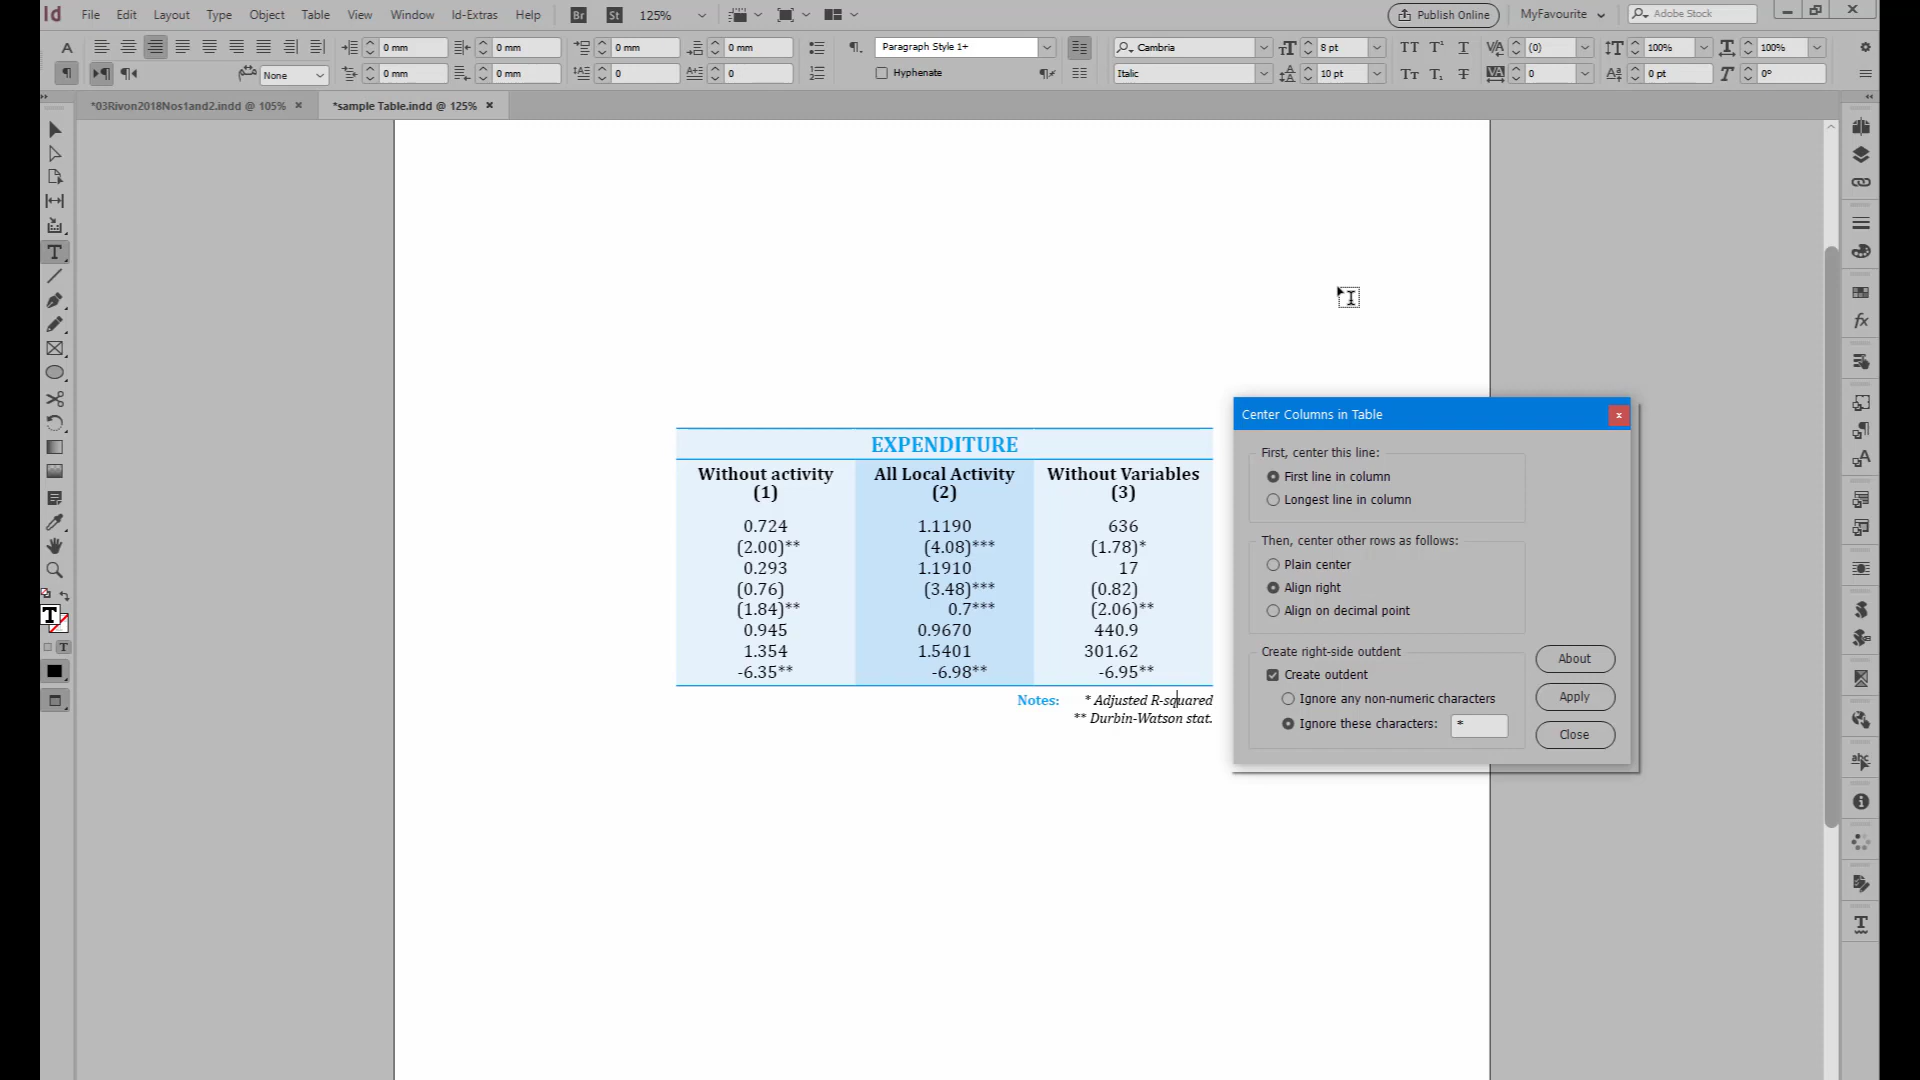 Id File Edit Layout Type Object Table View Window Id-Extras Help Br St 125% Publish Online MyFavourite Adobe Stock
A 0 mm 0 mm 0 mm 0 mm Paragraph Style 1+ Cambria 8 pt (0) 100% 100%
None 0 mm 0 mm 0 0 Hyphenate Italic 10 pt 0 0 pt 0°
*03Rivon2018Nos1and2.indd @ 105% × *sample Table.indd @ 125% ×
EXPENDITURE
Without activity All Local Activity Without Variables
(1) (2) (3)
0.724 1.1190 636
(2.00)** (4.08)*** (1.78)*
0.293 1.1910 17
(0.76) (3.48)*** (0.82)
(1.84)** 0.7*** (2.06)**
0.945 0.9670 440.9
1.354 1.5401 301.62
-6.35** -6.98** -6.95**
Notes: * Adjusted R-squared
** Durbin-Watson stat.
Center Columns in Table
First, center this line:
First line in column
Longest line in column
Then, center other rows as follows:
Plain center
Align right
Align on decimal point
Create right-side outdent
Create outdent
Ignore any non-numeric characters
Ignore these characters: *
About
Apply
Close